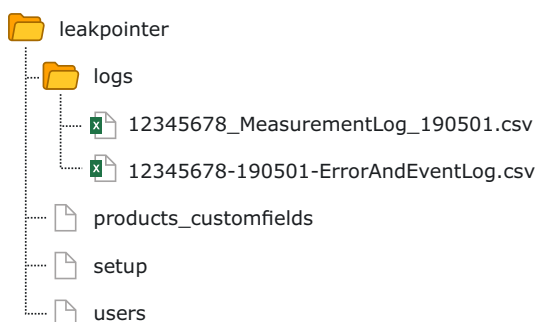 leakpointer
logs
12345678_MeasurementLog_190501.csv
12345678-190501-ErrorAndEventLog.csv
products_customfields
setup
users